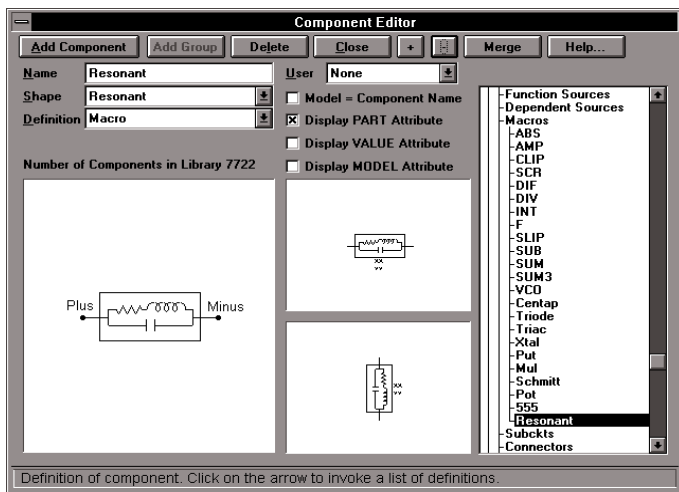 Component Editor
Add Component
Add Group
Delete
Close
+
Merge
Help...
Name
Resonant
User
None
Shape
Resonant
Definition
Macro
Model = Component Name
Display PART Attribute
Display VALUE Attribute
Display MODEL Attribute
Number of Components in Library 7722
Plus
Minus
XX
YY
XX
YY
Function Sources
Dependent Sources
Macros
ABS
AMP
CLIP
SCR
DIF
DIV
INT
F
SLIP
SUB
SUM
SUM3
VCO
Centap
Triode
Triac
Xtal
Put
Mul
Schmitt
Pot
555
Resonant
Subckts
Connectors
Definition of component. Click on the arrow to invoke a list of definitions.